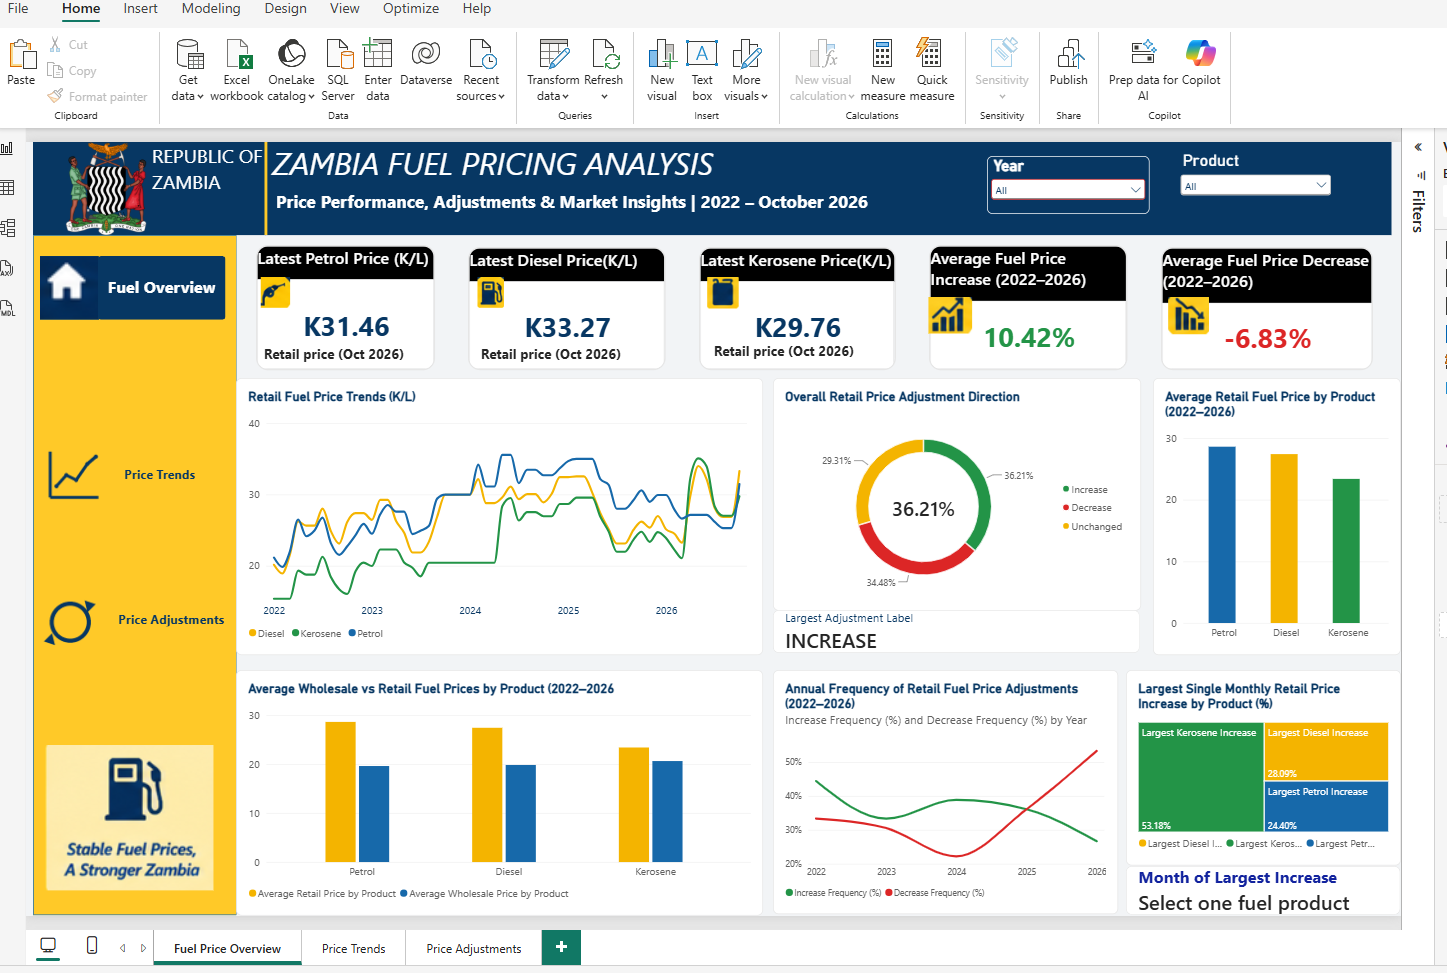 File Home Insert Modeling Design View Optimize Help
Paste
Cut
Copy
Format painter
Clipboard
Get data
Excel workbook
OneLake catalog
SQL Server
Enter data
Dataverse
Recent sources
Data
Transform data
Refresh
Queries
New visual
Text box
More visuals
Insert
New visual calculation
New measure
Quick measure
Calculations
Sensitivity
Sensitivity
Publish
Share
Prep data for AI
Copilot
Copilot
REPUBLIC OF
ZAMBIA
ZAMBIA FUEL PRICING ANALYSIS
Price Performance, Adjustments & Market Insights | 2022 – October 2026
Year
All
Product
All
Filters
Fuel Overview
Price Trends
Price Adjustments
Stable Fuel Prices,
A Stronger Zambia
Latest Petrol Price (K/L)
K31.46
Retail price (Oct 2026)
Latest Diesel Price(K/L)
K33.27
Retail price (Oct 2026)
Latest Kerosene Price(K/L)
K29.76
Retail price (Oct 2026)
Average Fuel Price
Increase (2022–2026)
10.42%
Average Fuel Price Decrease
(2022–2026)
-6.83%
Retail Fuel Price Trends (K/L)
40
30
20
2022 2023 2024 2025 2026
Diesel Kerosene Petrol
Overall Retail Price Adjustment Direction
29.31%
36.21%
36.21%
34.48%
Increase
Decrease
Unchanged
Largest Adjustment Label
INCREASE
Average Retail Fuel Price by Product
(2022–2026)
30
20
10
0
Petrol Diesel Kerosene
Average Wholesale vs Retail Fuel Prices by Product (2022–2026
30
20
10
0
Petrol Diesel Kerosene
Average Retail Price by Product Average Wholesale Price by Product
Annual Frequency of Retail Fuel Price Adjustments
(2022–2026)
Increase Frequency (%) and Decrease Frequency (%) by Year
50%
40%
30%
20%
2022 2023 2024 2025 2026
Increase Frequency (%) Decrease Frequency (%)
Largest Single Monthly Retail Price
Increase by Product (%)
Largest Kerosene Increase
53.18%
Largest Diesel Increase
28.09%
Largest Petrol Increase
24.40%
Largest Diesel I... Largest Keros... Largest Petr...
Month of Largest Increase
Select one fuel product
Fuel Price Overview Price Trends Price Adjustments +